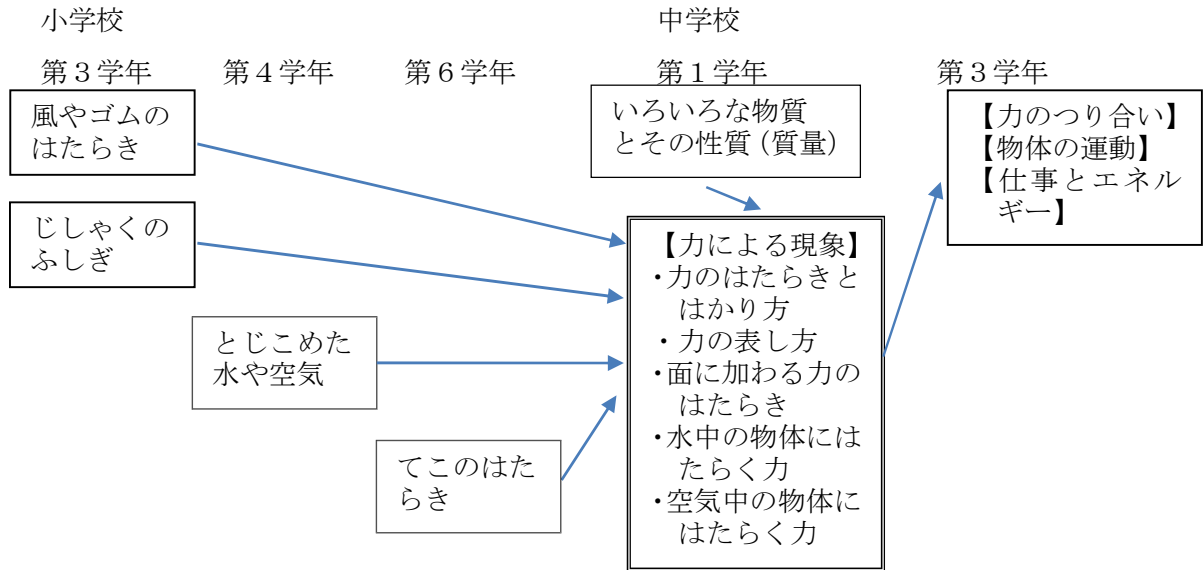 小学校
中学校
第３学年
第４学年
第６学年
第１学年
第３学年
風やゴムの
はたらき
じしゃくの
ふしぎ
とじこめた
水や空気
てこのはた
らき
いろいろな物質
とその性質（質量）
【力による現象】
・力のはたらきと
はかり方
・力の表し方
・面に加わる力の
はたらき
・水中の物体には
たらく力
・空気中の物体に
はたらく力
【力のつり合い】
【物体の運動】
【仕事とエネル
ギー】